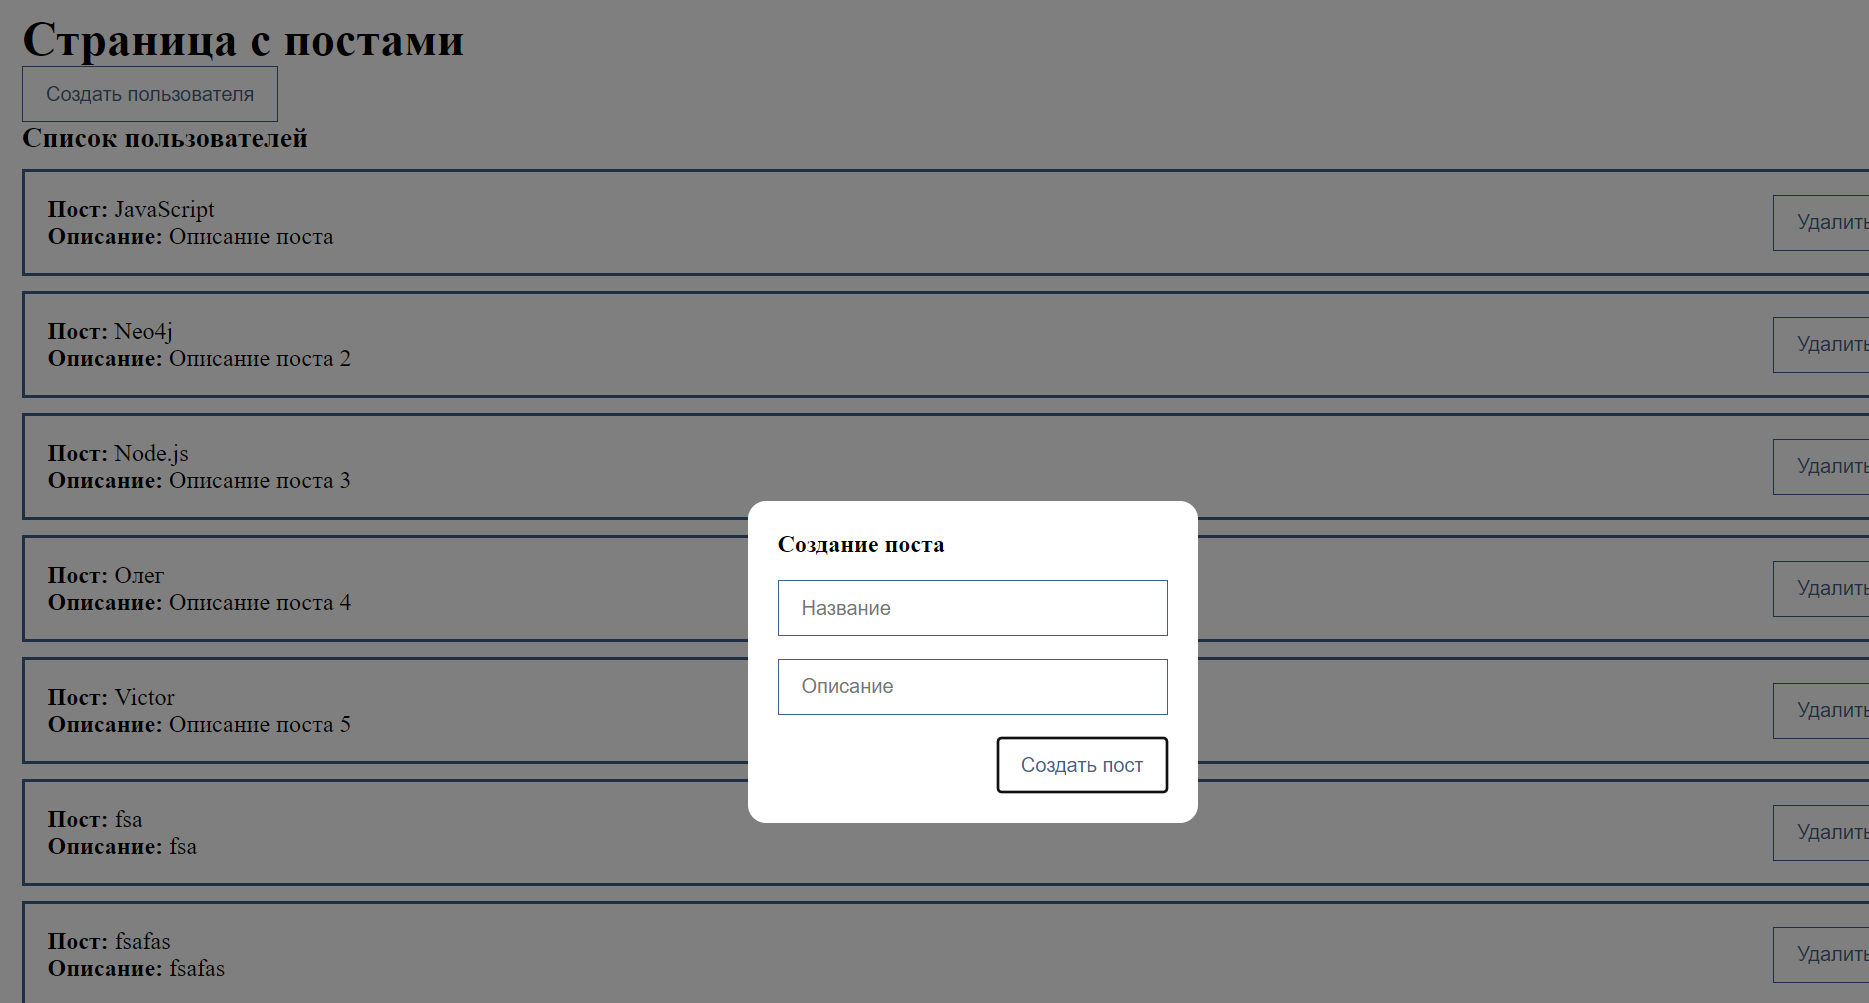 Страница с постами
Создать пользователя
Список пользователей
Пост: JavaScript
Описание: Описание поста
Удалить
Пост: Neo4j
Описание: Описание поста 2
Удалить
Пост: Node.js
Описание: Описание поста 3
Удалить
Пост: Олег
Описание: Описание поста 4
Удалить
Пост: Victor
Описание: Описание поста 5
Удалить
Пост: fsa
Описание: fsa
Удалить
Пост: fsafas
Описание: fsafas
Удалить
Создание поста
Название
Описание
Создать пост